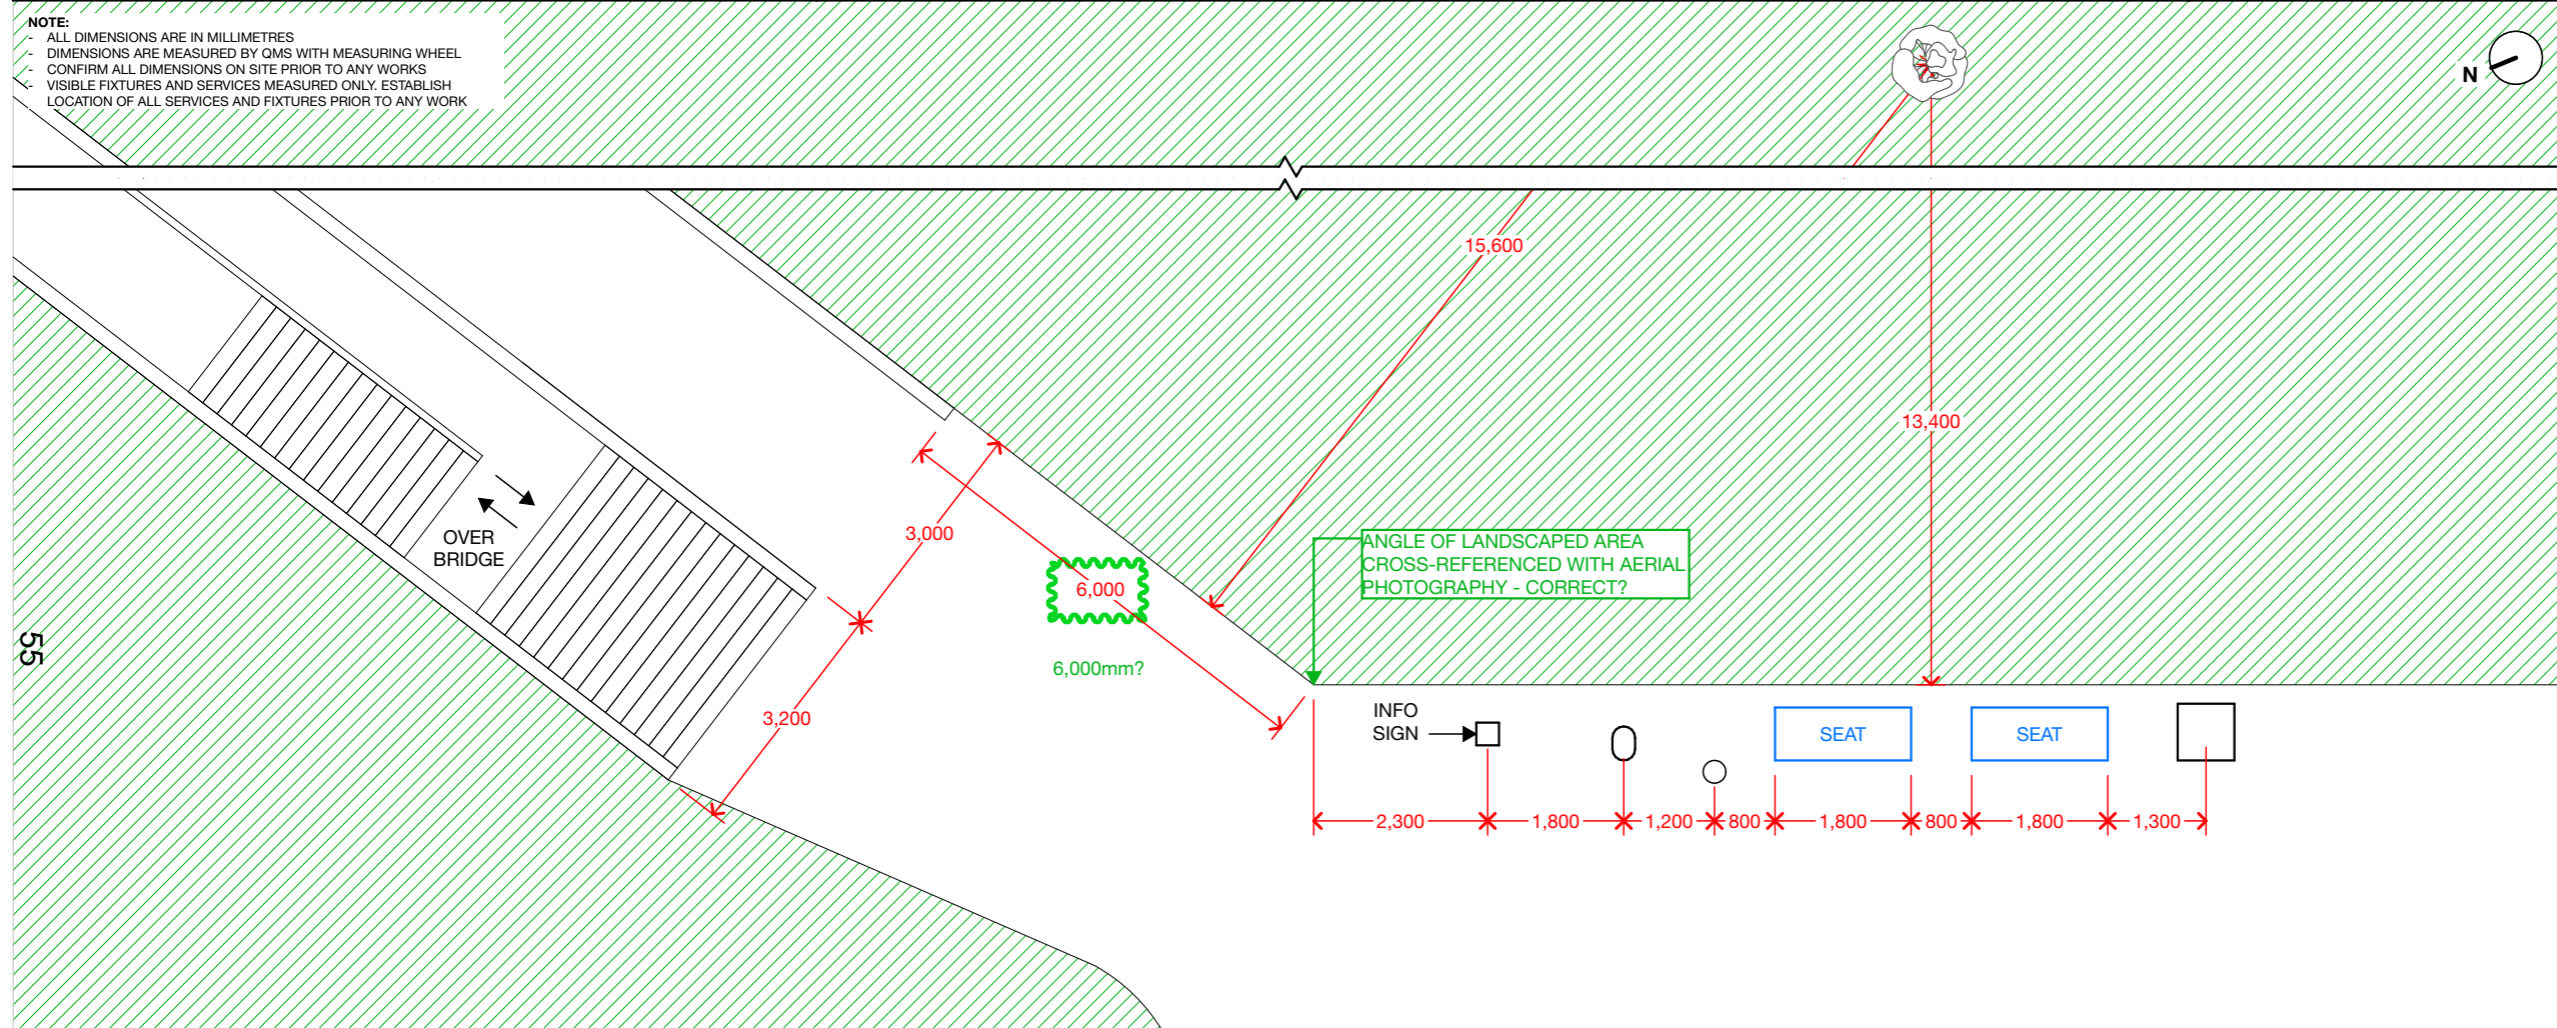 NOTE:
- ALL DIMENSIONS ARE IN MILLIMETRES
- DIMENSIONS ARE MEASURED BY QMS WITH MEASURING WHEEL
- CONFIRM ALL DIMENSIONS ON SITE PRIOR TO ANY WORKS
- VISIBLE FIXTURES AND SERVICES MEASURED ONLY. ESTABLISH
LOCATION OF ALL SERVICES AND FIXTURES PRIOR TO ANY WORK
N
15,600
13,400
3,000
OVER
BRIDGE
ANGLE OF LANDSCAPED AREA
CROSS-REFERENCED WITH AERIAL
PHOTOGRAPHY - CORRECT?
6,000
55
6,000mm?
3,200
INFO
SIGN
SEAT
SEAT
2,300
1,800
1,200
800
1,800
800
1,800
1,300